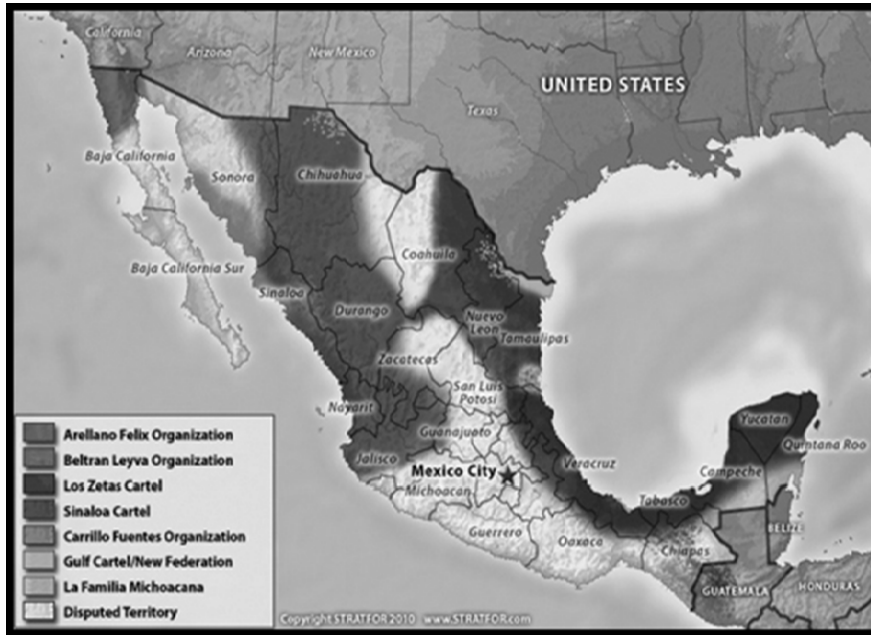 California
Arizona
New Mexico
UNITED STATES
Texas
Baja California
Sonora
Chihuahua
Coahuila
Baja California Sur
Sinaloa
Durango
Nuevo
Leon
Tamaulipas
Zacatecas
San Luis
Potosi
Nayarit
Guanajuato
Yucatan
Quintana Roo
Jalisco
Mexico City
Veracruz
Campeche
Michoacan
Tabasco
Guerrero
Oaxaca
Chiapas
BELIZE
GUATEMALA
HONDURAS
Arellano Felix Organization
Beltran Leyva Organization
Los Zetas Cartel
Sinaloa Cartel
Carrillo Fuentes Organization
Gulf Cartel/New Federation
La Familia Michoacana
Disputed Territory
Copyright STRATFOR 2010 www.STRATFOR.com